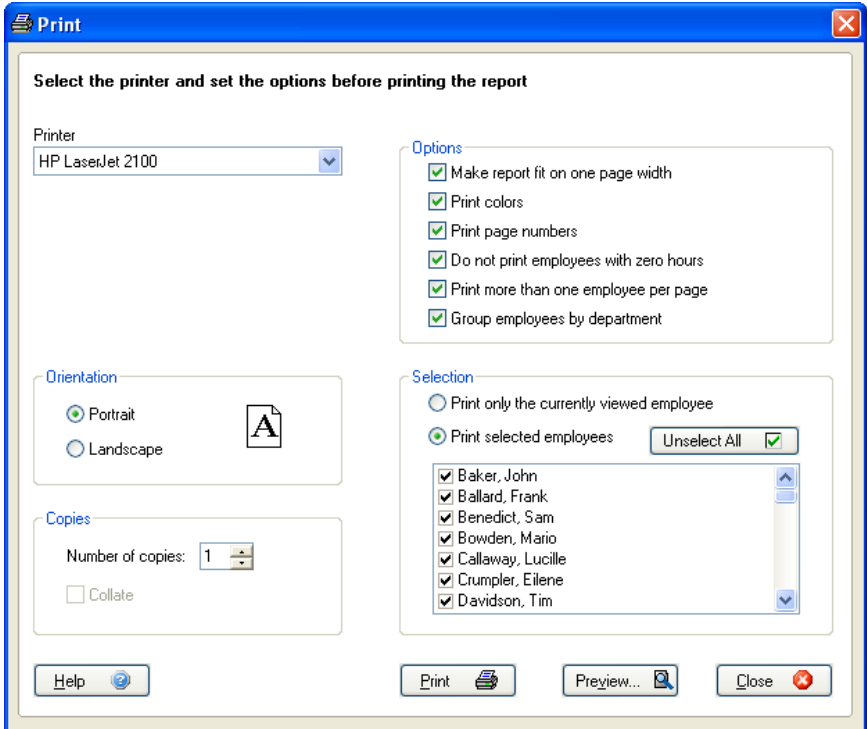 Print
Select the printer and set the options before printing the report
Printer
HP LaserJet 2100
Options
Make report fit on one page width
Print colors
Print page numbers
Do not print employees with zero hours
Print more than one employee per page
Group employees by department
Orientation
Portrait
Landscape
A
Selection
Print only the currently viewed employee
Print selected employees
Unselect All
Baker, John
Ballard, Frank
Benedict, Sam
Bowden, Mario
Callaway, Lucille
Crumpler, Eilene
Davidson, Tim
Copies
Number of copies: 1
Collate
Help
Print
Preview...
Close